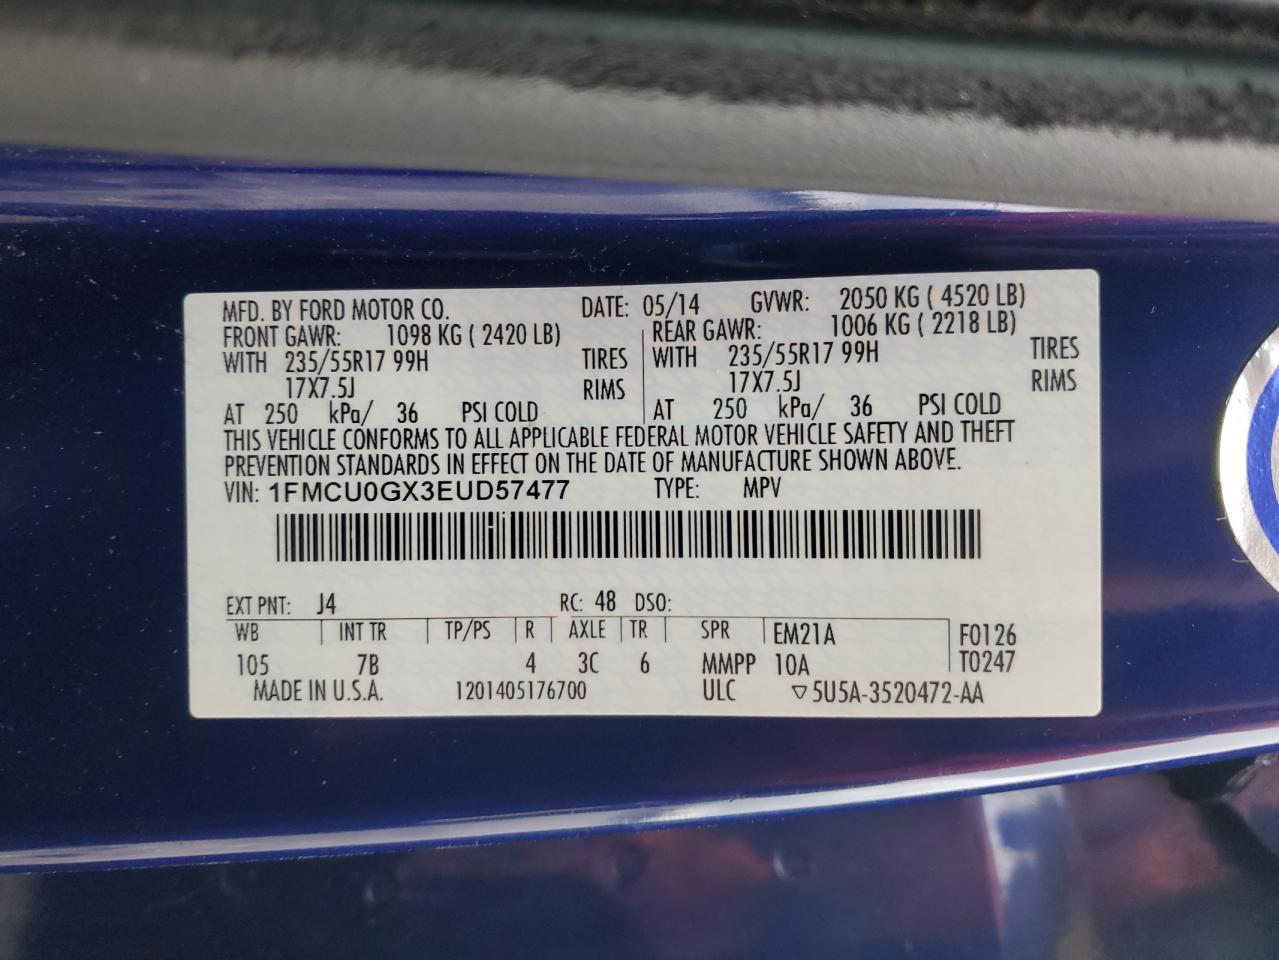 MFD. BY FORD MOTOR CO. DATE: 05/14 GVWR: 2050 KG ( 4520 LB)
FRONT GAWR: 1098 KG ( 2420 LB) REAR GAWR: 1006 KG ( 2218 LB)
WITH 235/55R17 99H TIRES WITH 235/55R17 99H TIRES
17X7.5J RIMS 17X7.5J RIMS
AT 250 kPa/ 36 PSI COLD AT 250 kPa/ 36 PSI COLD
THIS VEHICLE CONFORMS TO ALL APPLICABLE FEDERAL MOTOR VEHICLE SAFETY AND THEFT
PREVENTION STANDARDS IN EFFECT ON THE DATE OF MANUFACTURE SHOWN ABOVE.
VIN: 1FMCU0GX3EUD57477 TYPE: MPV
EXT PNT: J4 RC: 48 DSO:
WB INT TR TP/PS R AXLE TR SPR EM21A F0126
105 7B 4 3C 6 MMPP 10A T0247
MADE IN U.S.A. 1201405176700 ULC ▽5U5A-3520472-AA